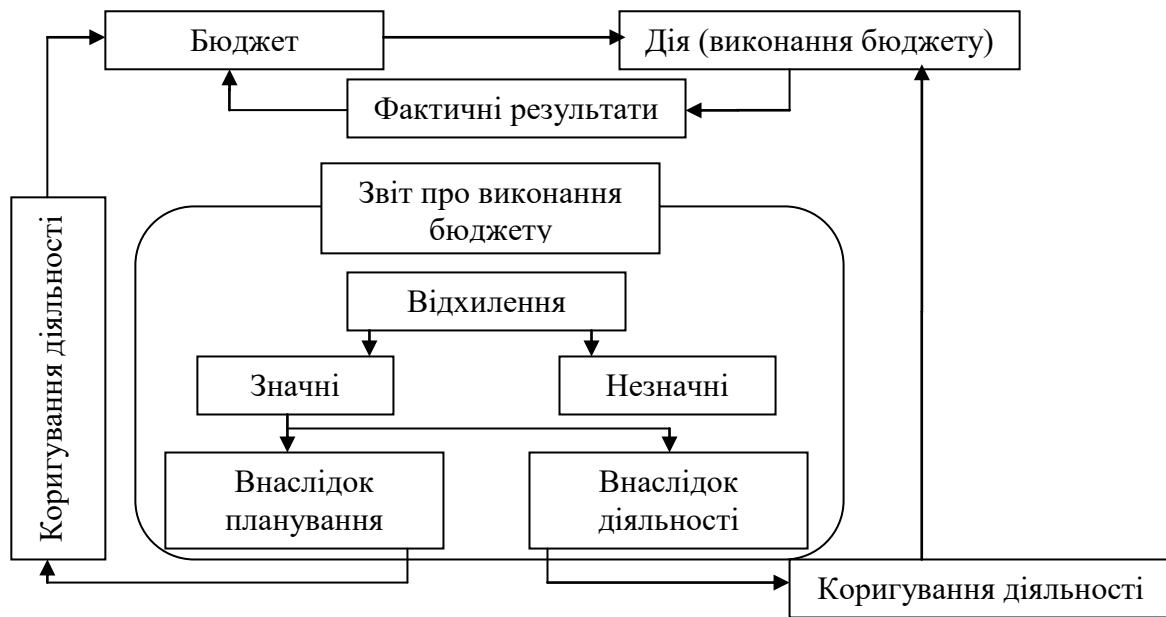 Бюджет
Дія (виконання бюджету)
Фактичні результати
Звіт про виконання
бюджету
Відхилення
Коригування діяльності
Значні
Незначні
Внаслідок
планування
Внаслідок
діяльності
Коригування діяльності